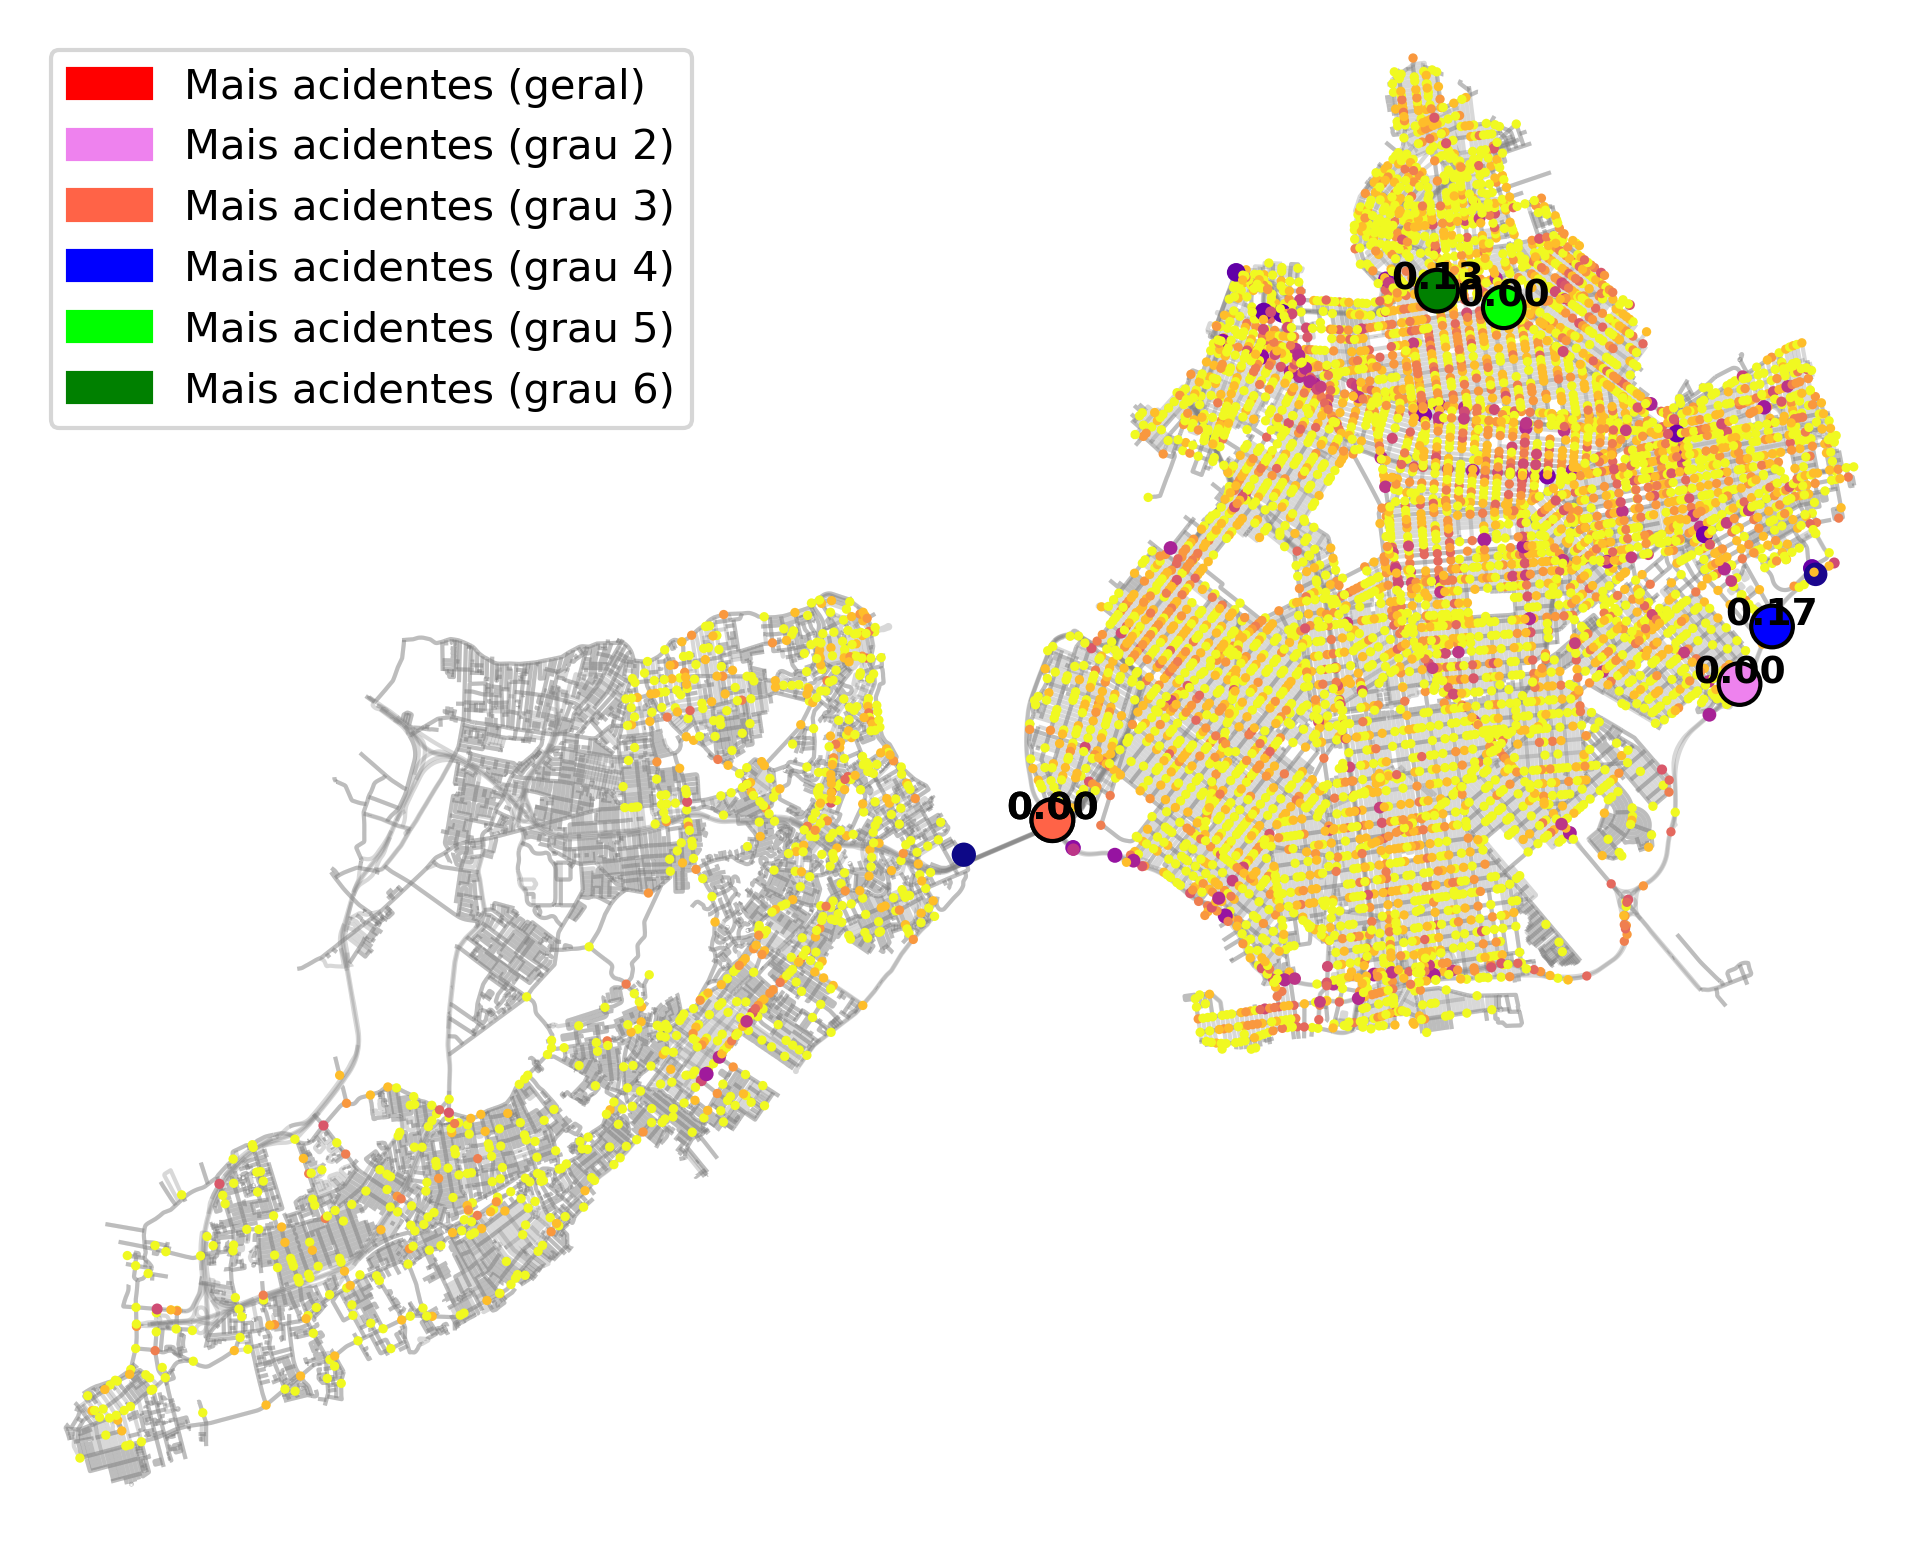 Mais acidentes (geral)
Mais acidentes (grau 2)
Mais acidentes (grau 3)
Mais acidentes (grau 4)
Mais acidentes (grau 5)
Mais acidentes (grau 6)
0.13
0.00
0.17
0.00
0.00